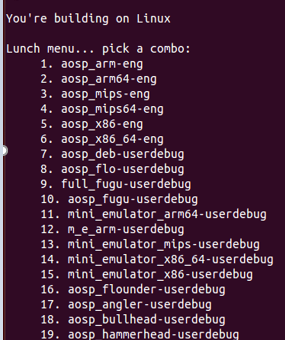 You're building on Linux
Lunch menu... pick a combo:
1. aosp_arm-eng
2. aosp_arm64-eng
3. aosp_mips-eng
4. aosp_mips64-eng
5. aosp_x86-eng
6. aosp_x86_64-eng
7. aosp_deb-userdebug
8. aosp_flo-userdebug
9. full_fugu-userdebug
10. aosp_fugu-userdebug
11. mini_emulator_arm64-userdebug
12. m_e_arm-userdebug
13. mini_emulator_mips-userdebug
14. mini_emulator_x86_64-userdebug
15. mini_emulator_x86-userdebug
16. aosp_flounder-userdebug
17. aosp_angler-userdebug
18. aosp_bullhead-userdebug
19. aosp_hammerhead-userdebug